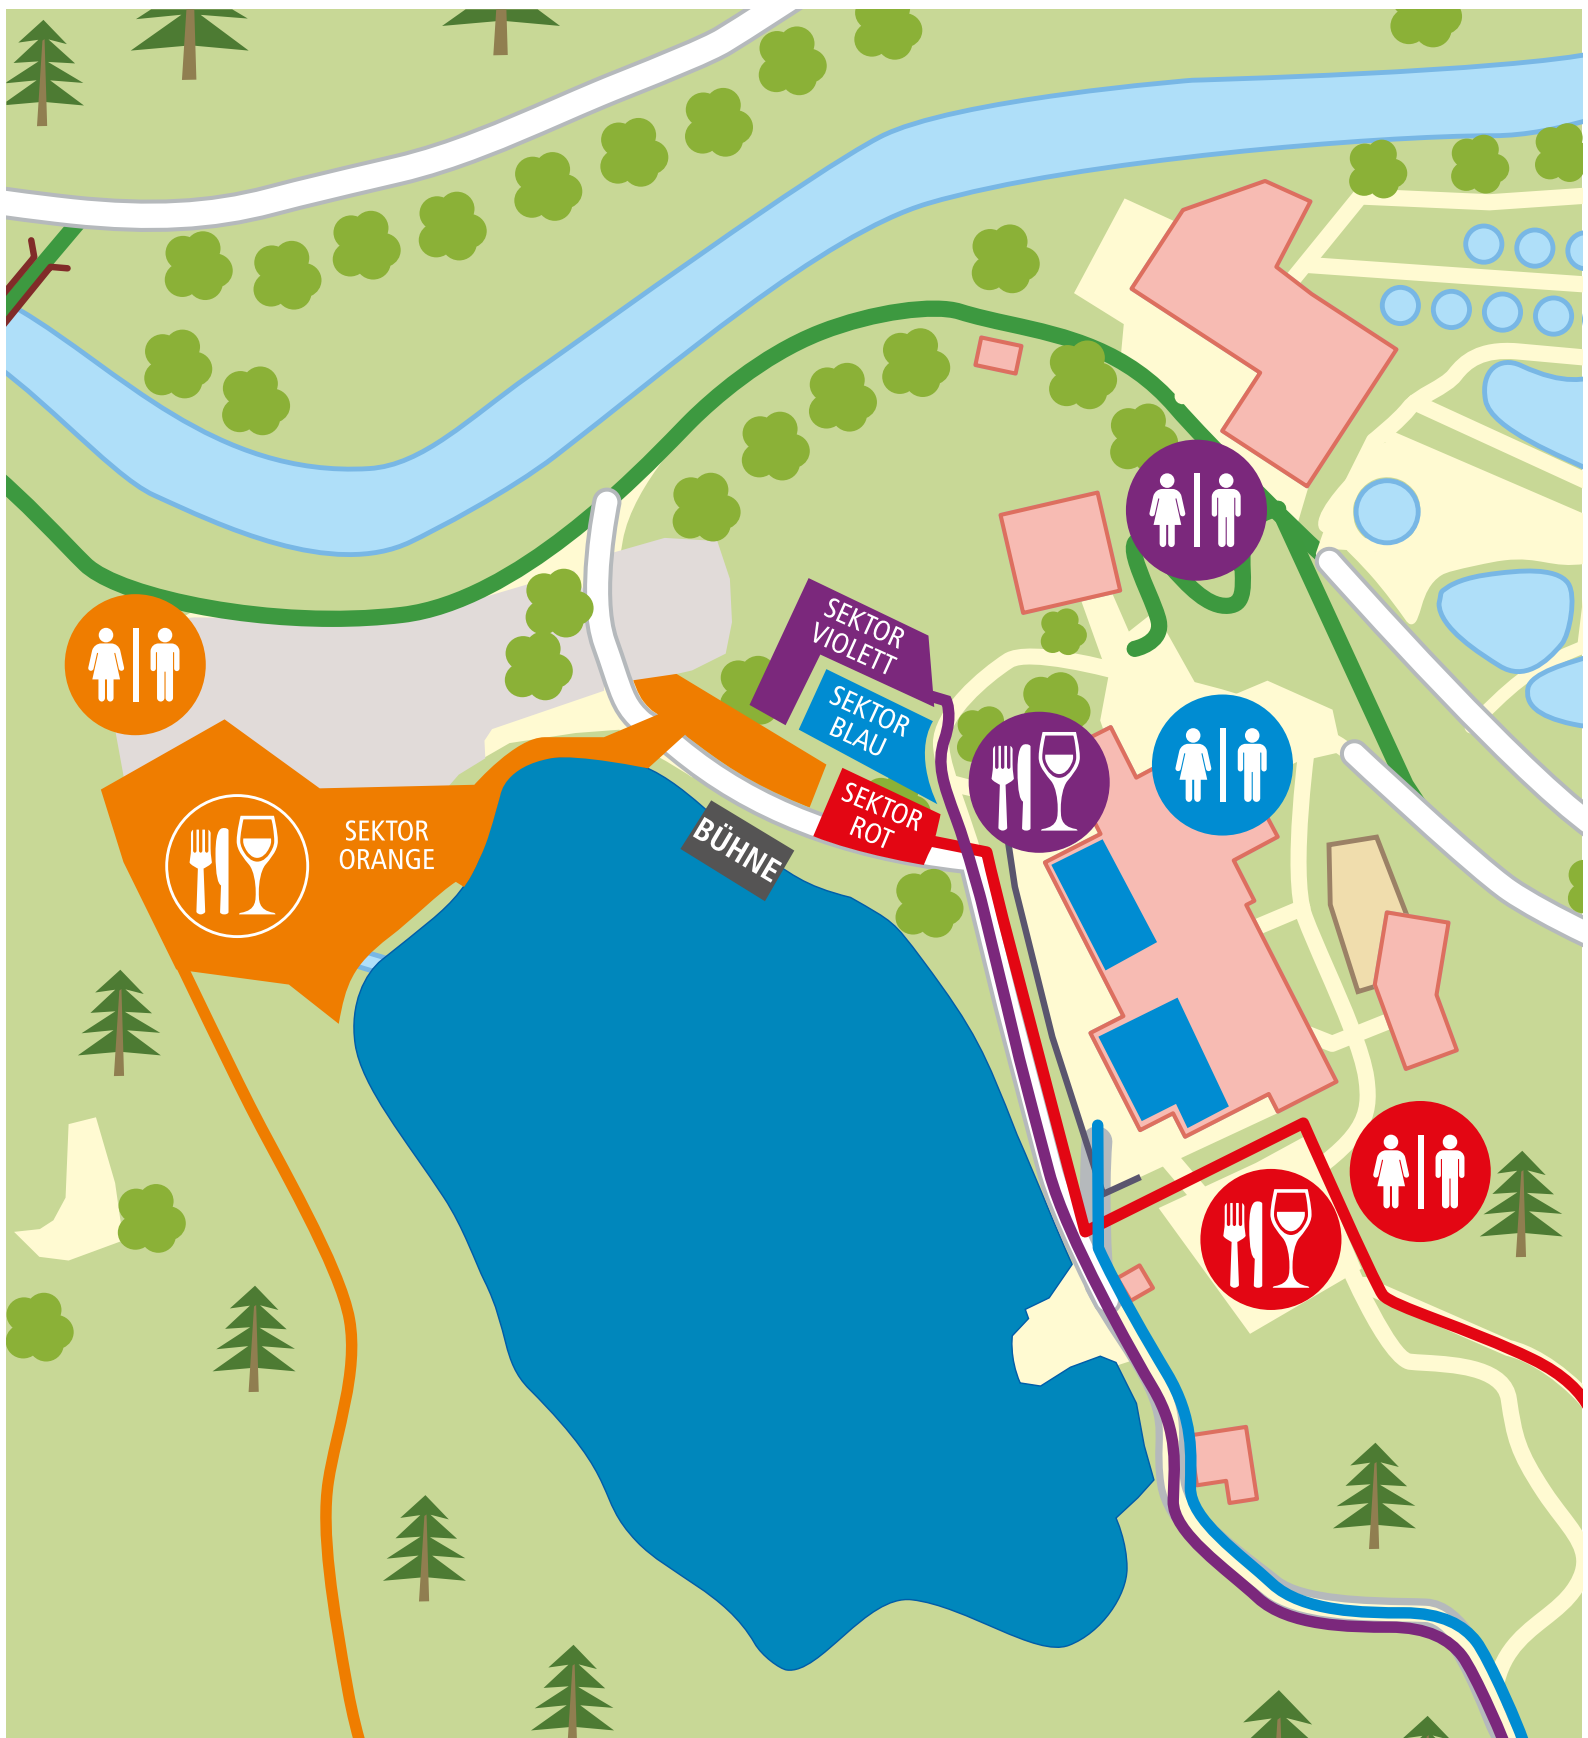 SEKTOR
VIOLETT
SEKTOR
BLAU
SEKTOR
ROT
SEKTOR
ORANGE
BÜHNE